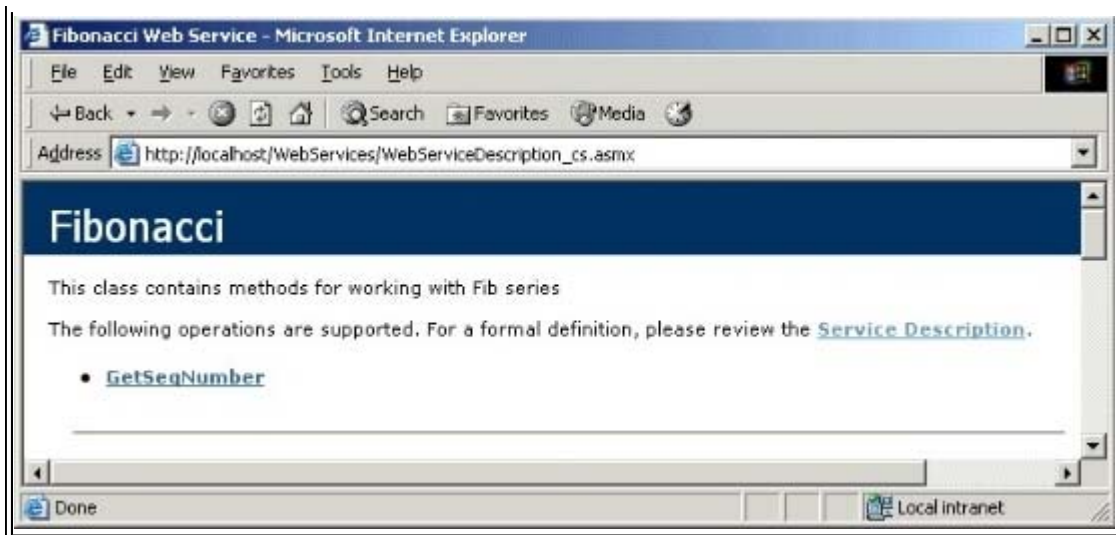 Fibonacci Web Service - Microsoft Internet Explorer
File Edit View Favorites Tools Help
Back Search Favorites Media
Address http://localhost/WebServices/WebServiceDescription_cs.asmx
Fibonacci
This class contains methods for working with Fib series
The following operations are supported. For a formal definition, please review the Service Description.
• GetSeqNumber
Done Local intranet